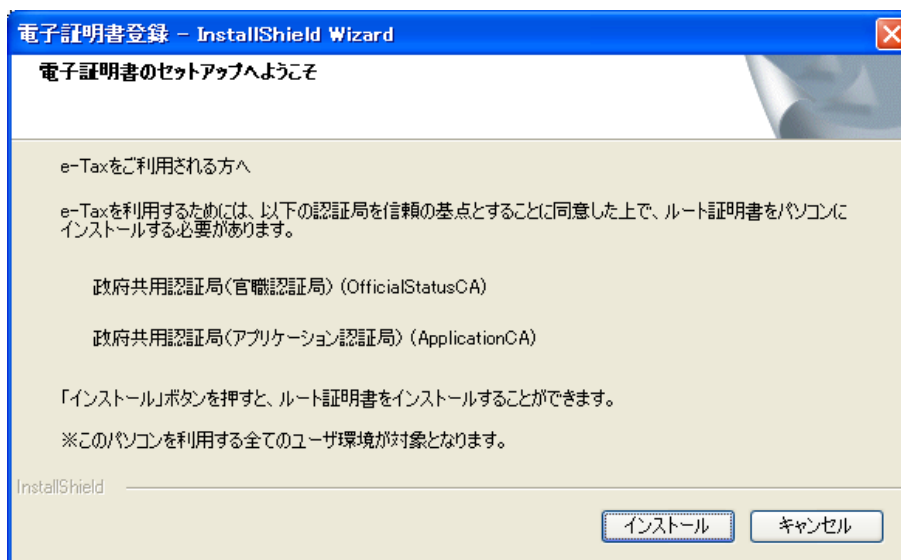 電子証明書登録 - InstallShield Wizard
電子証明書のセットアップへようこそ
e-Taxをご利用される方へ
e-Taxを利用するためには、以下の認証局を信頼の基点とすることに同意した上で、ルート証明書をパソコンに
インストールする必要があります。
政府共用認証局(官職認証局) (OfficialStatusCA)
政府共用認証局(アプリケーション認証局) (ApplicationCA)
「インストール」ボタンを押すと、ルート証明書をインストールすることができます。
※このパソコンを利用する全てのユーザ環境が対象となります。
InstallShield
インストール キャンセル